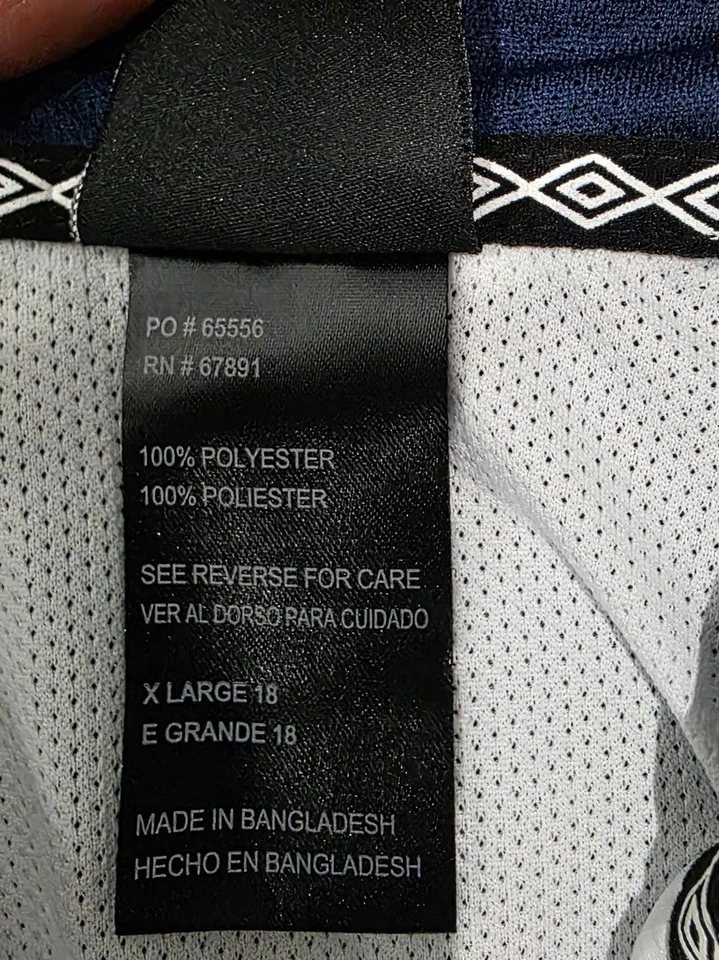 PO # 65556
RN # 67891
100% POLYESTER
100% POLIESTER
SEE REVERSE FOR CARE
VER AL DORSO PARA CUIDADO
X LARGE 18
E GRANDE 18
MADE IN BANGLADESH
HECHO EN BANGLADESH